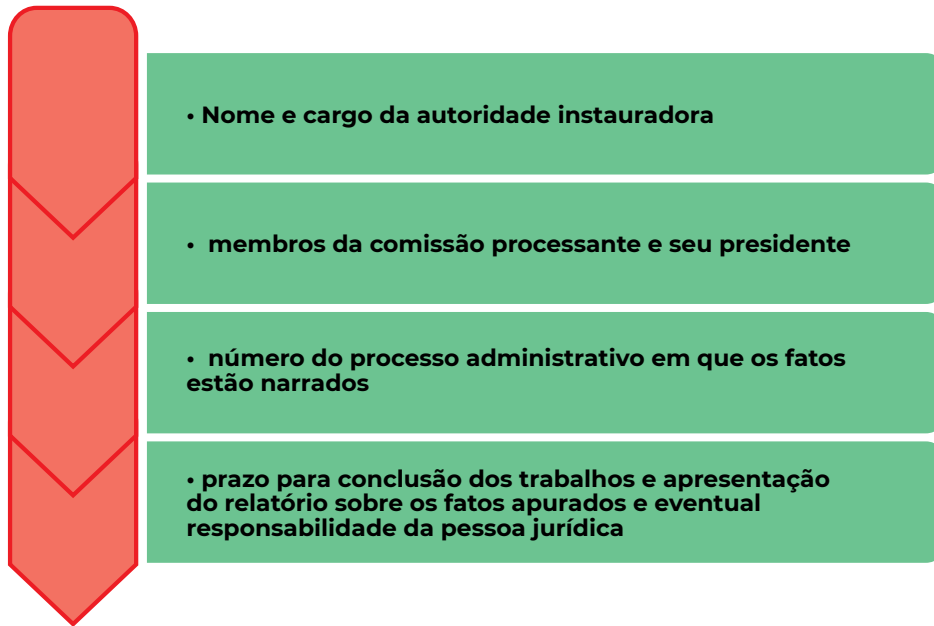 • Nome e cargo da autoridade instauradora
• membros da comissão processante e seu presidente
• número do processo administrativo em que os fatos
estão narrados
• prazo para conclusão dos trabalhos e apresentação
do relatório sobre os fatos apurados e eventual
responsabilidade da pessoa jurídica